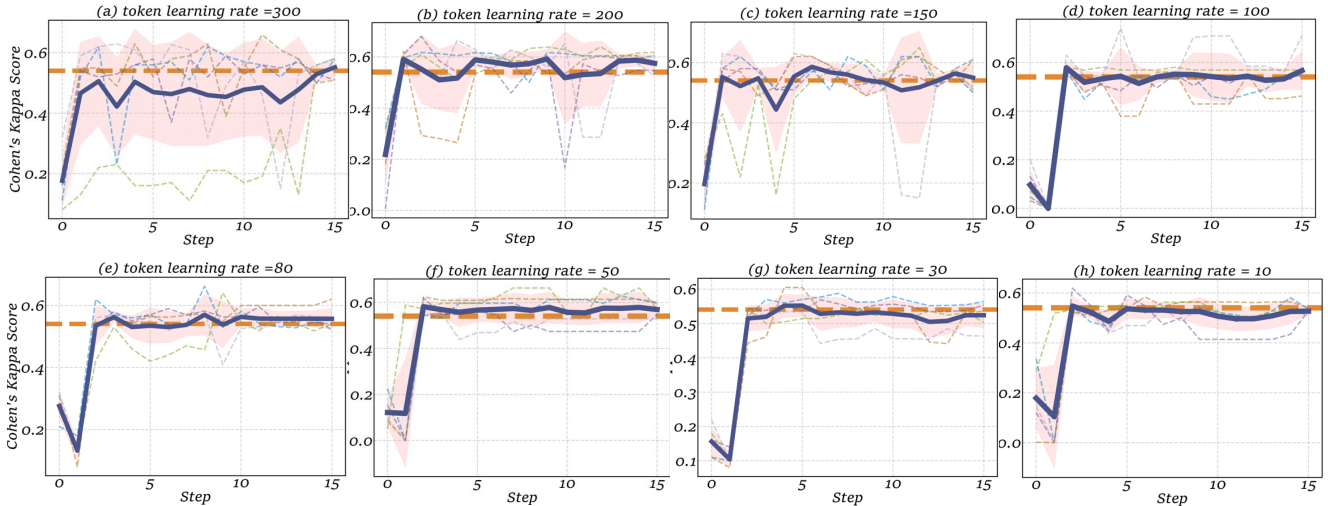 (a) token learning rate =300
(b) token learning rate = 200
(c) token learning rate =150
(d) token learning rate = 100
Cohen's Kappa Score
0.6
0.4
0.2
0 5 10 15
Step
0.6
0.4
0.2
0.0
0 5 10 15
Step
0.6
0.4
0.2
0 5 10 15
Step
0.6
0.4
0.2
0.0
0 5 10 15
Step
(e) token learning rate =80
(f) token learning rate = 50
(g) token learning rate = 30
(h) token learning rate = 10
Cohen's Kappa Score
0.6
0.4
0.2
0 5 10 15
Step
0.6
0.4
0.2
0.0
0 5 10 15
Step
0.6
0.5
0.4
0.3
0.2
0.1
0 5 10 15
Step
0.6
0.4
0.2
0.0
0 5 10 15
Step